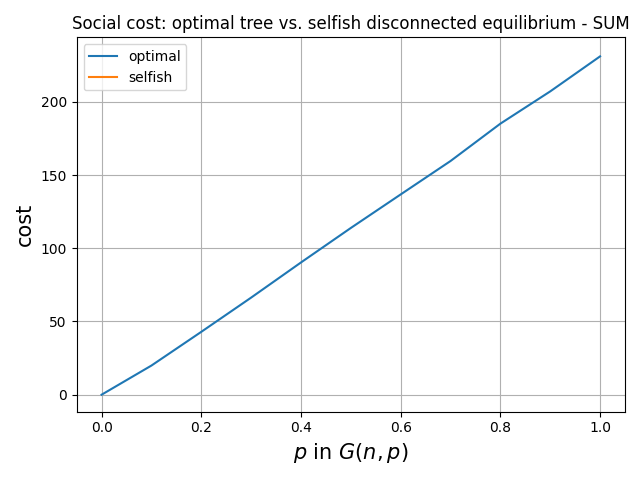 Social cost: optimal tree vs. selfish disconnected equilibrium - SUM
optimal
selfish
200
150
100
50
0
cost
0.0 0.2 0.4 0.6 0.8 1.0
p in G(n, p)